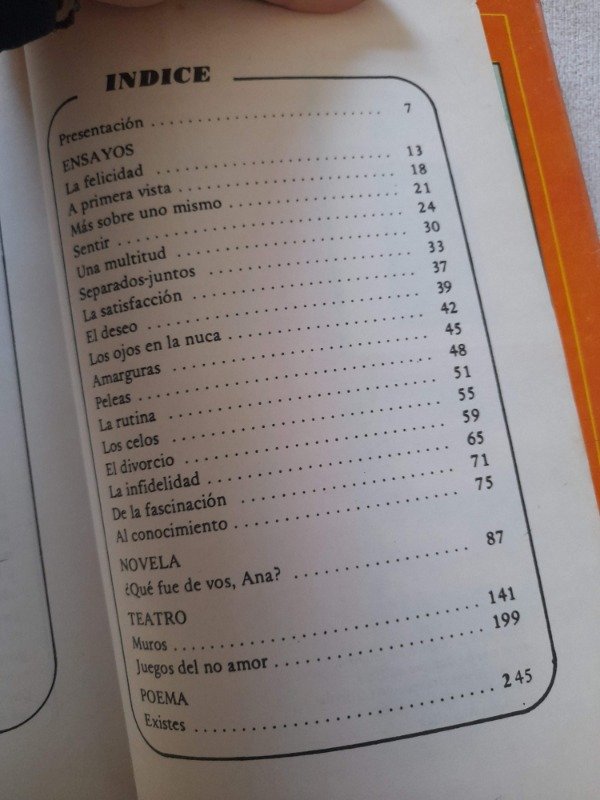 INDICE
Presentación .......................... 7
ENSAYOS
La felicidad .......................... 13
A primera vista .......................... 18
Más sobre uno mismo .................... 21
Sentir .......................... 24
Una multitud .......................... 30
Separados-juntos .......................... 33
La satisfacción .......................... 37
El deseo .......................... 39
Los ojos en la nuca .................... 42
Amarguras .......................... 45
Peleas .......................... 48
La rutina .......................... 51
Los celos .......................... 55
El divorcio .......................... 59
La infidelidad .......................... 65
De la fascinación .................... 71
Al conocimiento .................... 75
NOVELA
¿Qué fue de vos, Ana? .................. 87
TEATRO
Muros .......................... 141
Juegos del no amor .................... 199
POEMA
Existes .......................... 245